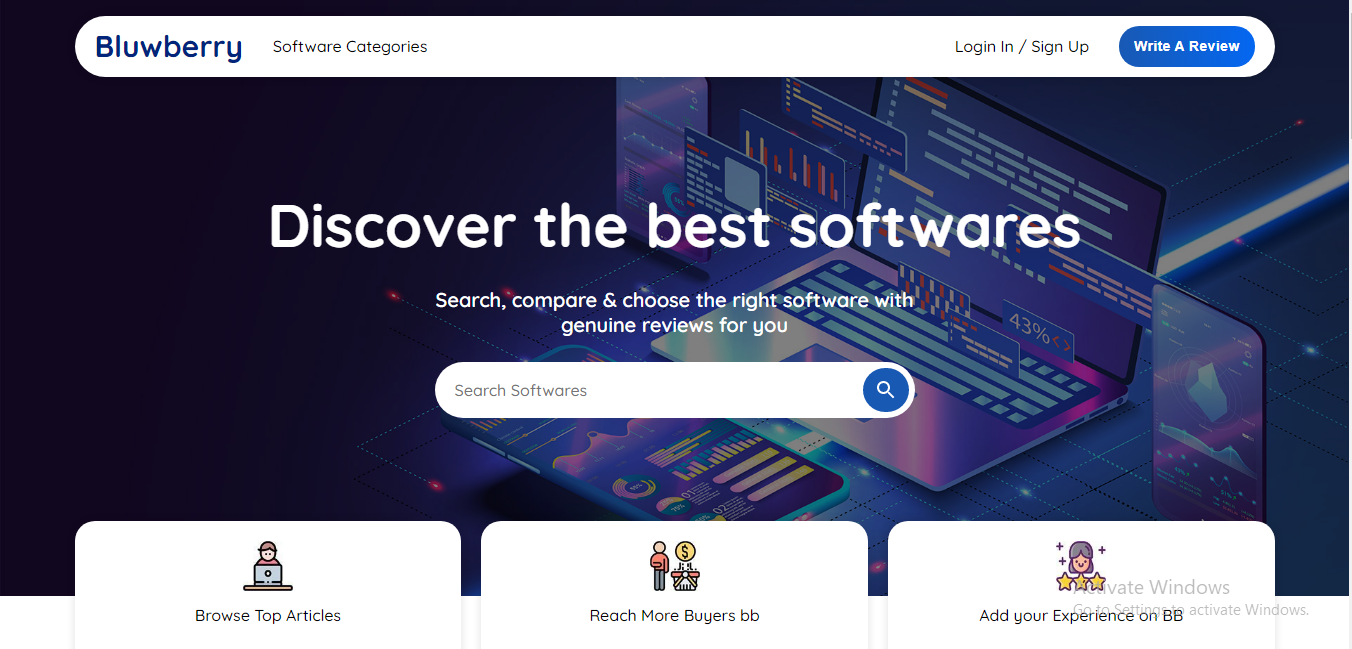 Bluwberry
Software Categories
Login In / Sign Up
Write A Review
Discover the best softwares
Search, compare & choose the right software with
genuine reviews for you
43%<>
Search Softwares
Browse Top Articles
Reach More Buyers bb
Add your Experience on BB
Activate Windows
Go to Settings to activate Windows.